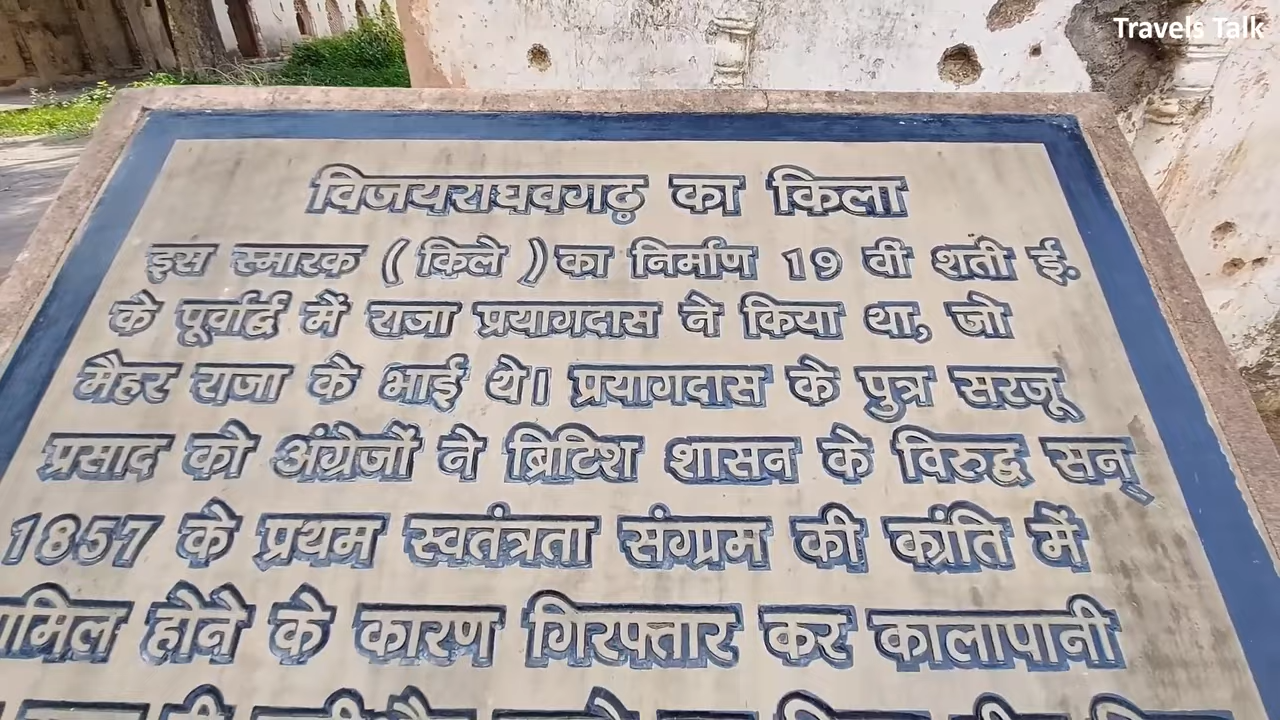 Travels Talk
विजयराघवगढ़ का किला
इस स्मारक ( किले ) का निर्माण 19 वीं शती ई.
के पूर्वार्द्ध में राजा प्रयागदास ने किया था, जो
मैहर राजा के भाई थे। प्रयागदास के पुत्र सरजू
प्रसाद को अंग्रेजों ने ब्रिटिश शासन के विरुद्ध सन्
1857 के प्रथम स्वतंत्रता संग्राम की क्रांति में
होने के कारण गिरफ्तार कर कालापानी